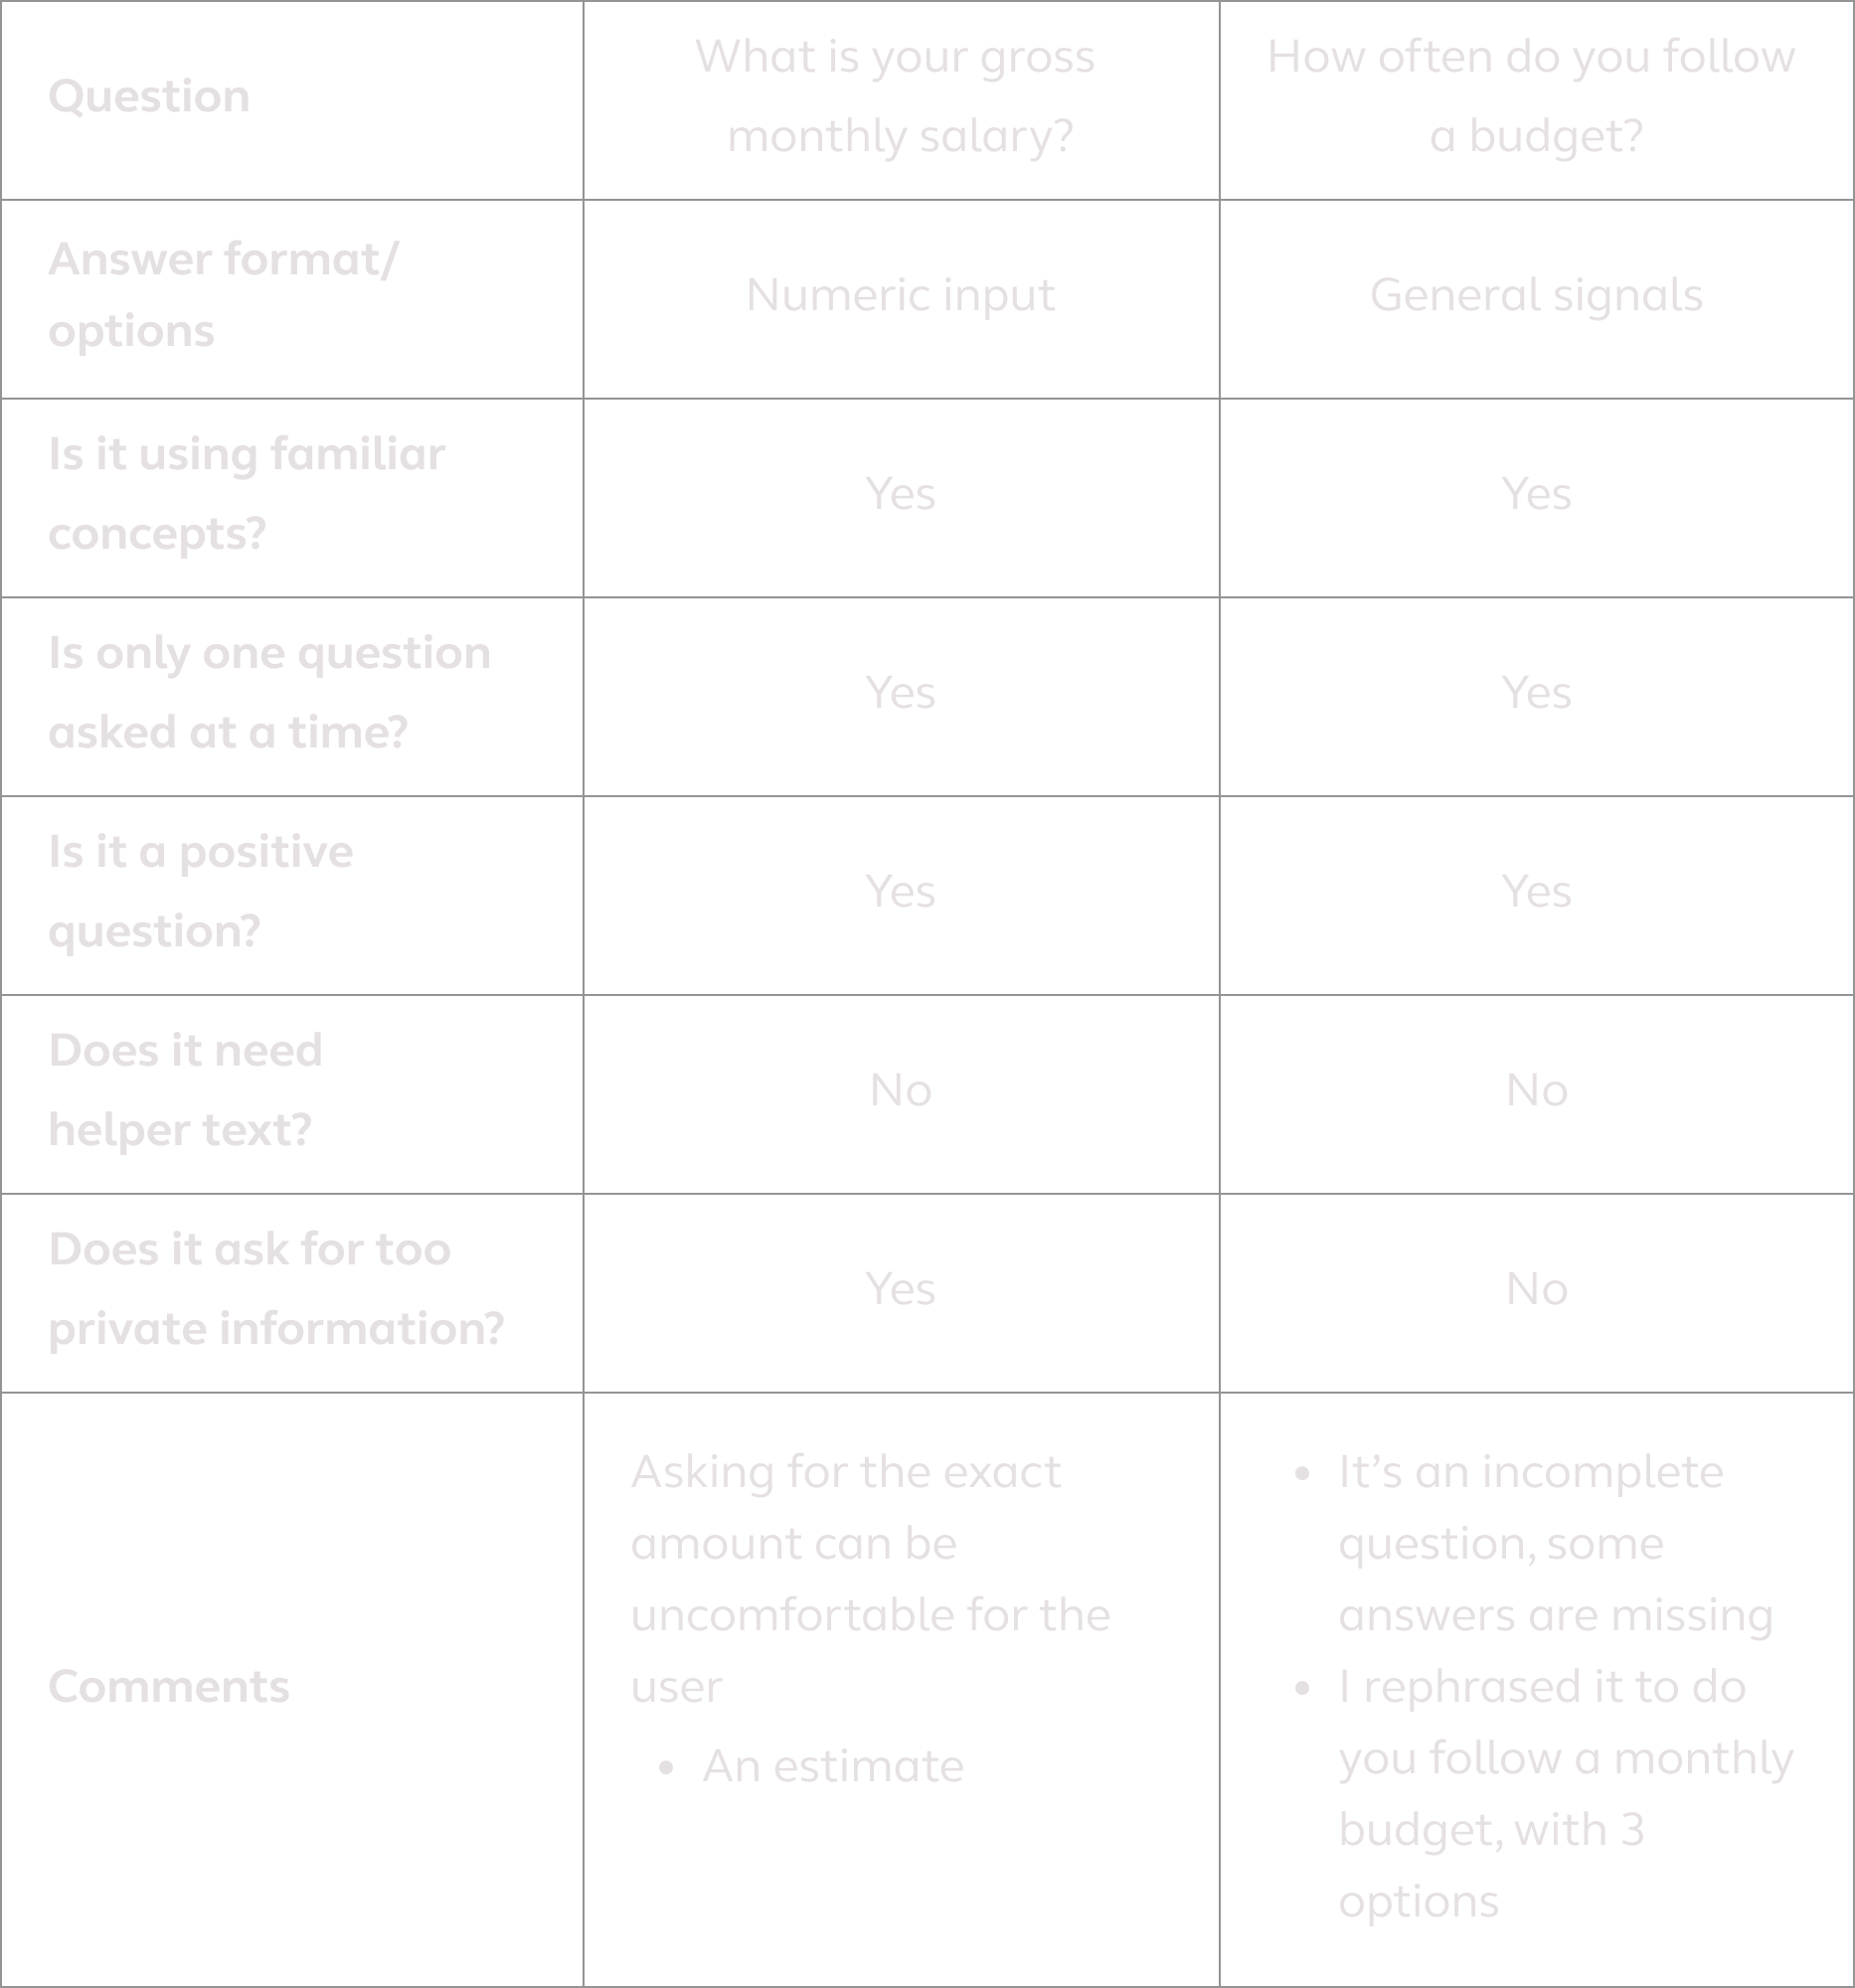 Question
What is your gross
monthly salary?
How often do you follow
a budget?
Answer format/
options
Numeric input
General signals
Is it using familiar
concepts?
Yes
Yes
Is only one question
asked at a time?
Yes
Yes
Is it a positive
question?
Yes
Yes
Does it need
helper text?
No
No
Does it ask for too
private information?
Yes
No
Comments
Asking for the exact
amount can be
uncomfortable for the
user
• An estimate
• It’s an incomplete
question, some
answers are missing
• I rephrased it to do
you follow a monthly
budget, with 3
options